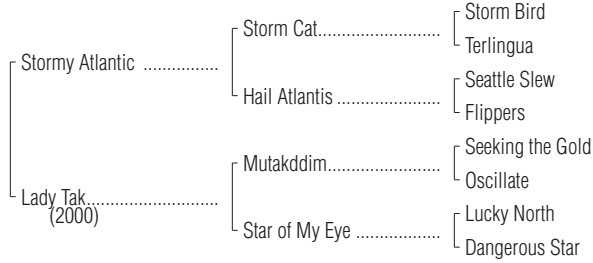 Storm Bird
Storm Cat........................
Terlingua
Stormy Atlantic ...............
Seattle Slew
Hail Atlantis .....................
Flippers
Seeking the Gold
Mutakddim......................
Oscillate
Lady Tak..........................
(2000)
Lucky North
Star of My Eye .................
Dangerous Star